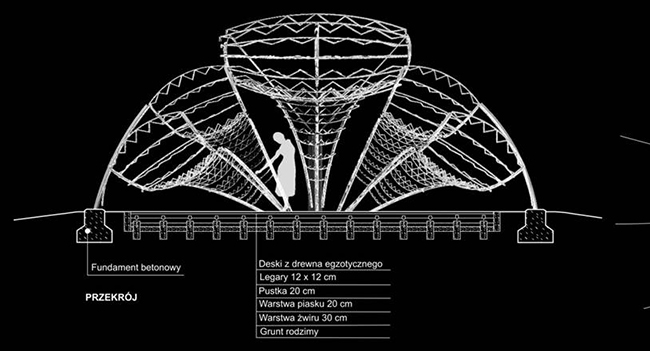 Fundament betonowy
PRZEKRÓJ
Deski z drewna egzotycznego
Legary 12 x 12 cm
Pustka 20 cm
Warstwa piasku 20 cm
Warstwa żwiru 30 cm
Grunt rodzimy